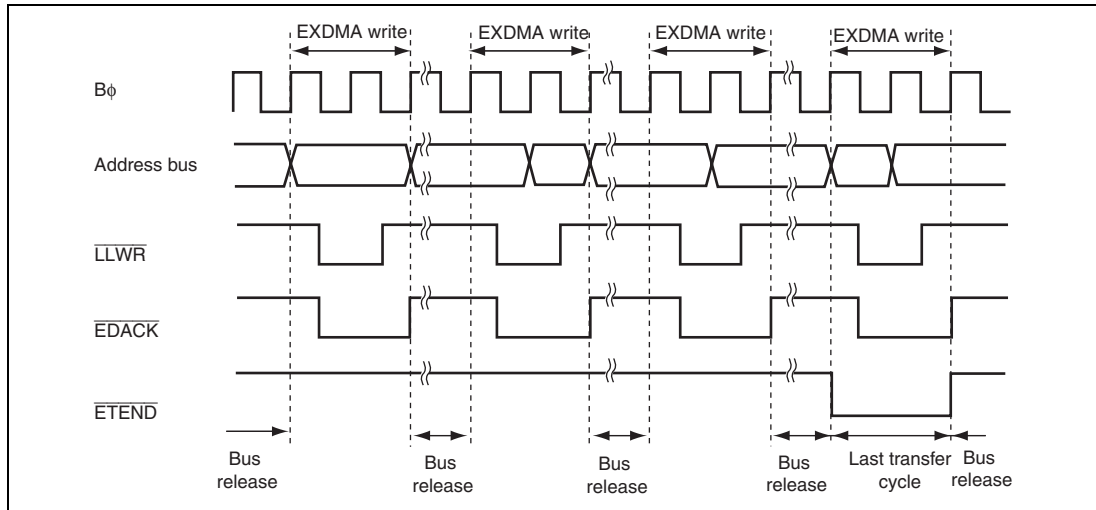 EXDMA write EXDMA write EXDMA write EXDMA write
Bϕ
Address bus
LLWR
EDACK
ETEND
Bus release
Bus release
Bus release
Bus release
Last transfer cycle
Bus release